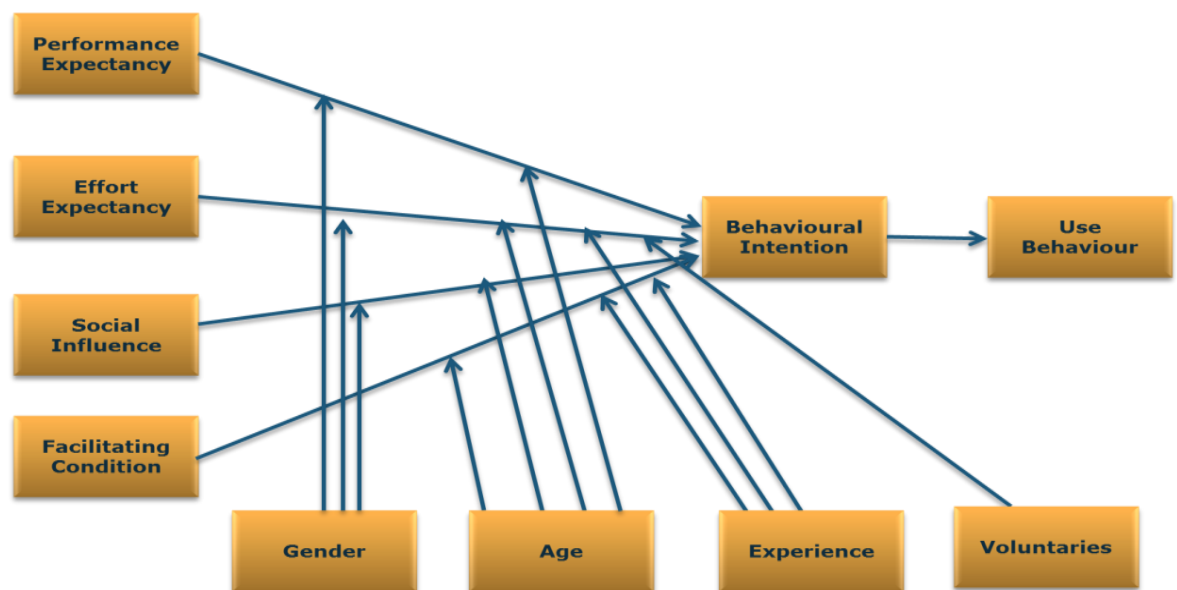 Performance
Expectancy
Effort
Expectancy
Social
Influence
Facilitating
Condition
Behavioural
Intention
Use
Behaviour
Gender
Age
Experience
Voluntaries